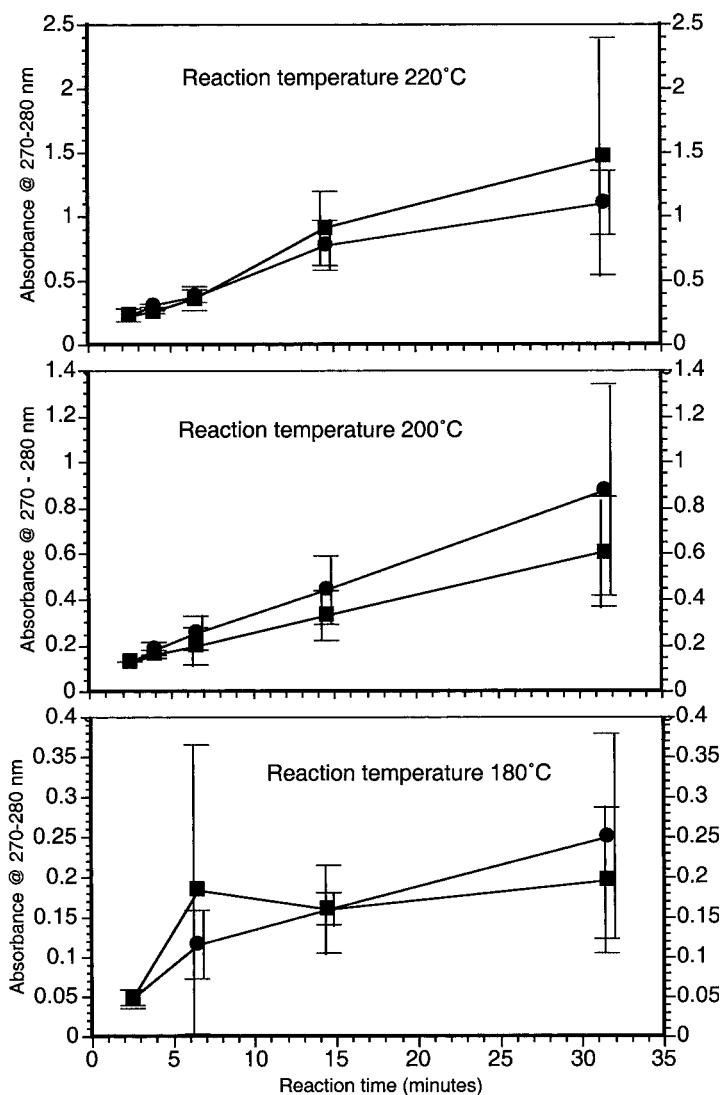 2.5 2.5
Reaction temperature 220˚C
2 2
1.5 1.5
1 1
0.5 0.5
0 0
Absorbance @ 270-280 nm
1.4 1.4
1.2 1.2
Reaction temperature 200˚C
1 1
0.8 0.8
0.6 0.6
0.4 0.4
0.2 0.2
0 0
Absorbance @ 270 - 280 nm
0.4 0.4
0.35 0.35
Reaction temperature 180˚C
0.3 0.3
0.25 0.25
0.2 0.2
0.15 0.15
0.1 0.1
0.05 0.05
0 0
Absorbance @ 270-280 nm
0 5 10 15 20 25 30 35
Reaction time (minutes)